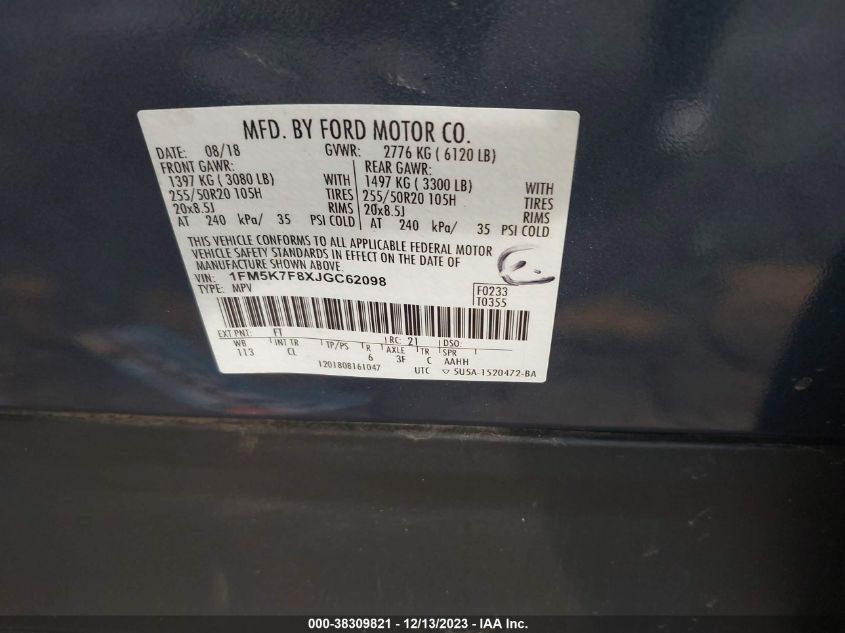 MFD. BY FORD MOTOR CO.
DATE: 08/18 GVWR: 2776 KG ( 6120 LB)
FRONT GAWR: REAR GAWR:
1397 KG ( 3080 LB) WITH 1497 KG ( 3300 LB) WITH
255/50R20 105H TIRES 255/50R20 105H TIRES
20x8.5J RIMS 20x8.5J RIMS
AT 240 kPa/ 35 PSI COLD AT 240 kPa/ 35 PSI COLD
THIS VEHICLE CONFORMS TO ALL APPLICABLE FEDERAL MOTOR
VEHICLE SAFETY STANDARDS IN EFFECT ON THE DATE OF
MANUFACTURE SHOWN ABOVE.
VIN: 1FM5K7F8XJGC62098
TYPE: MPV
F0233
T0355
EXT PNT: FT RC: 21 DSO:
WB INT TR TP/PS R AXLE TR SPR
113 CL 6 3F C AAHH
1201808161047 UTC 5U5A-1520472-BA
000-38309821 - 12/13/2023 - IAA Inc.